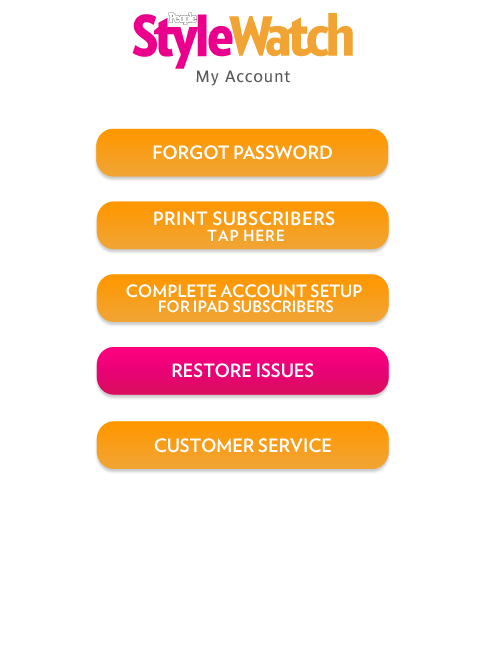 People
StyleWatch
My Account
FORGOT PASSWORD
PRINT SUBSCRIBERS
TAP HERE
COMPLETE ACCOUNT SETUP
FOR IPAD SUBSCRIBERS
RESTORE ISSUES
CUSTOMER SERVICE